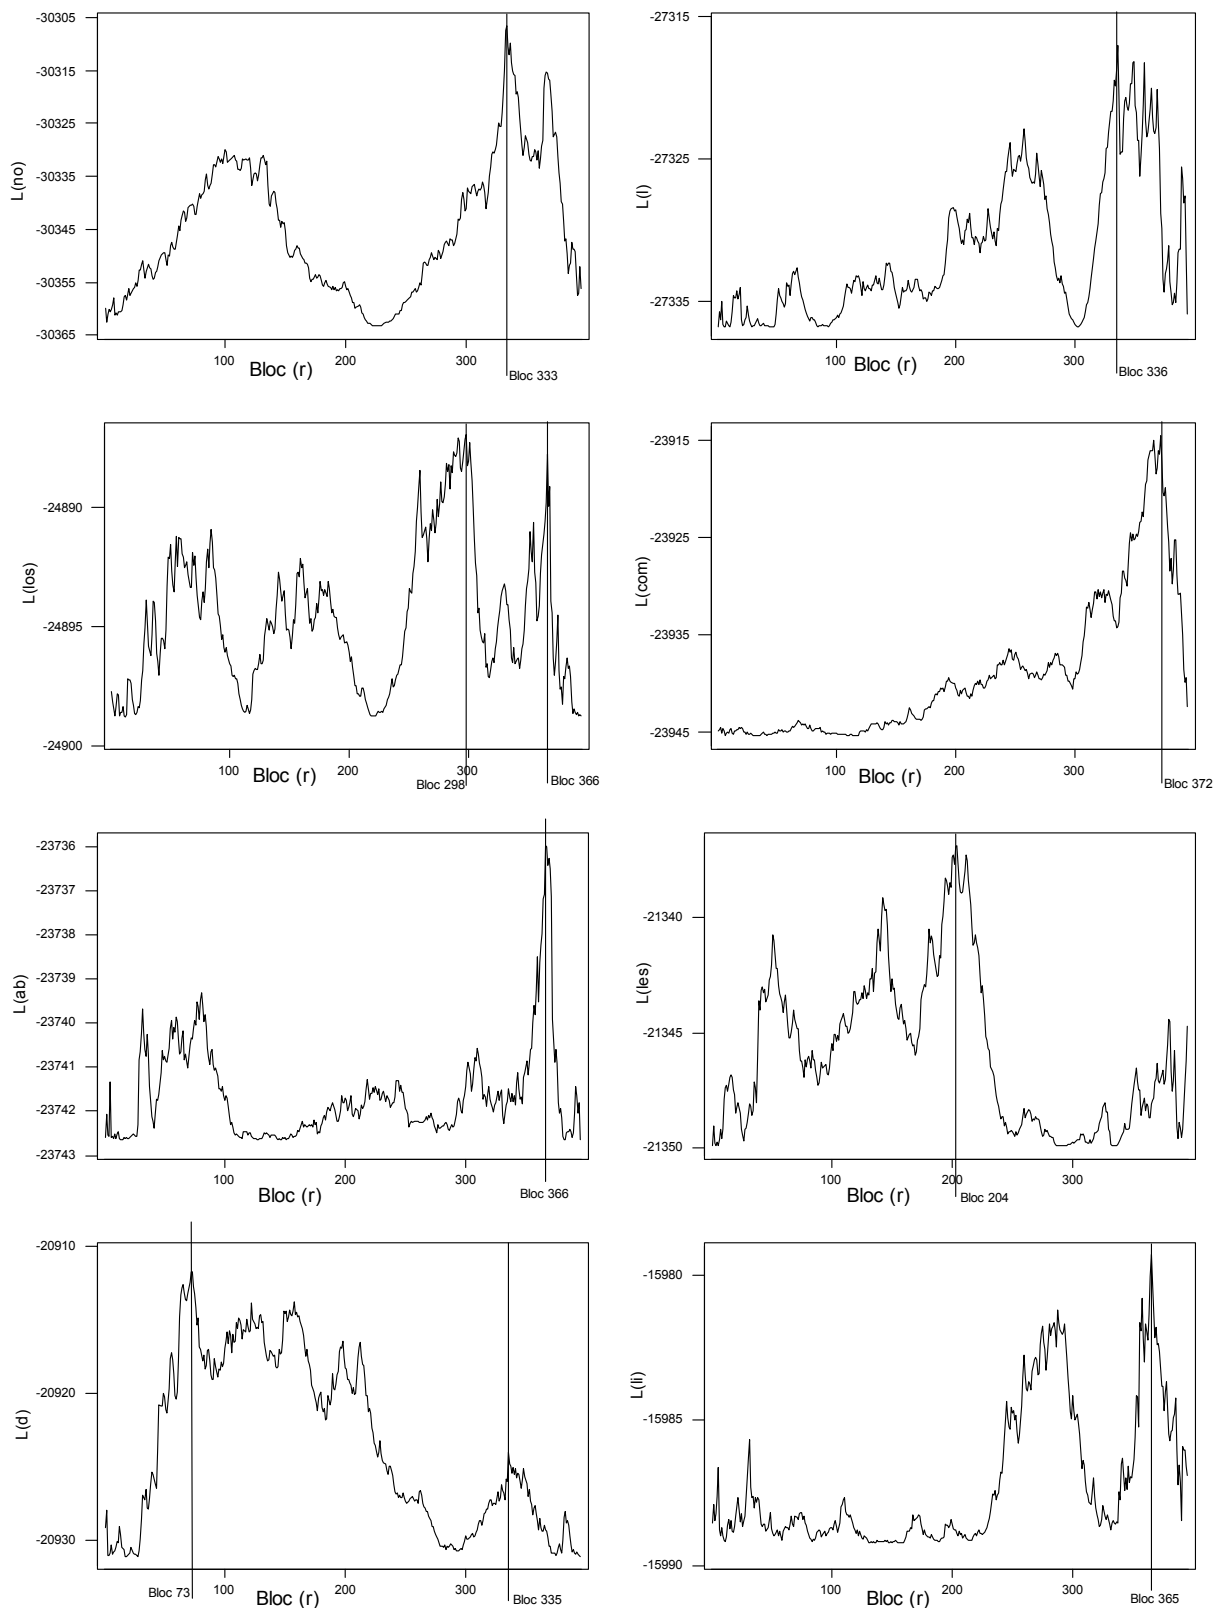 -30305
-30315
-30325
-30335
-30345
-30355
-30365
L(no)
100 200 300
Bloc (r)
Bloc 333
-27315
-27325
-27335
L(l)
100 200 300
Bloc (r)
Bloc 336
-24890
-24895
-24900
L(los)
100 200 300
Bloc (r)
Bloc 298
Bloc 366
-23915
-23925
-23935
-23945
L(com)
100 200 300
Bloc (r)
Bloc 372
-23736
-23737
-23738
-23739
-23740
-23741
-23742
-23743
L(ab)
100 200 300
Bloc (r)
Bloc 366
-21340
-21345
-21350
L(les)
100 200 300
Bloc (r)
Bloc 204
-20910
-20920
-20930
L(d)
100 200 300
Bloc 73
Bloc (r)
Bloc 335
-15980
-15985
-15990
L(li)
100 200 300
Bloc (r)
Bloc 365